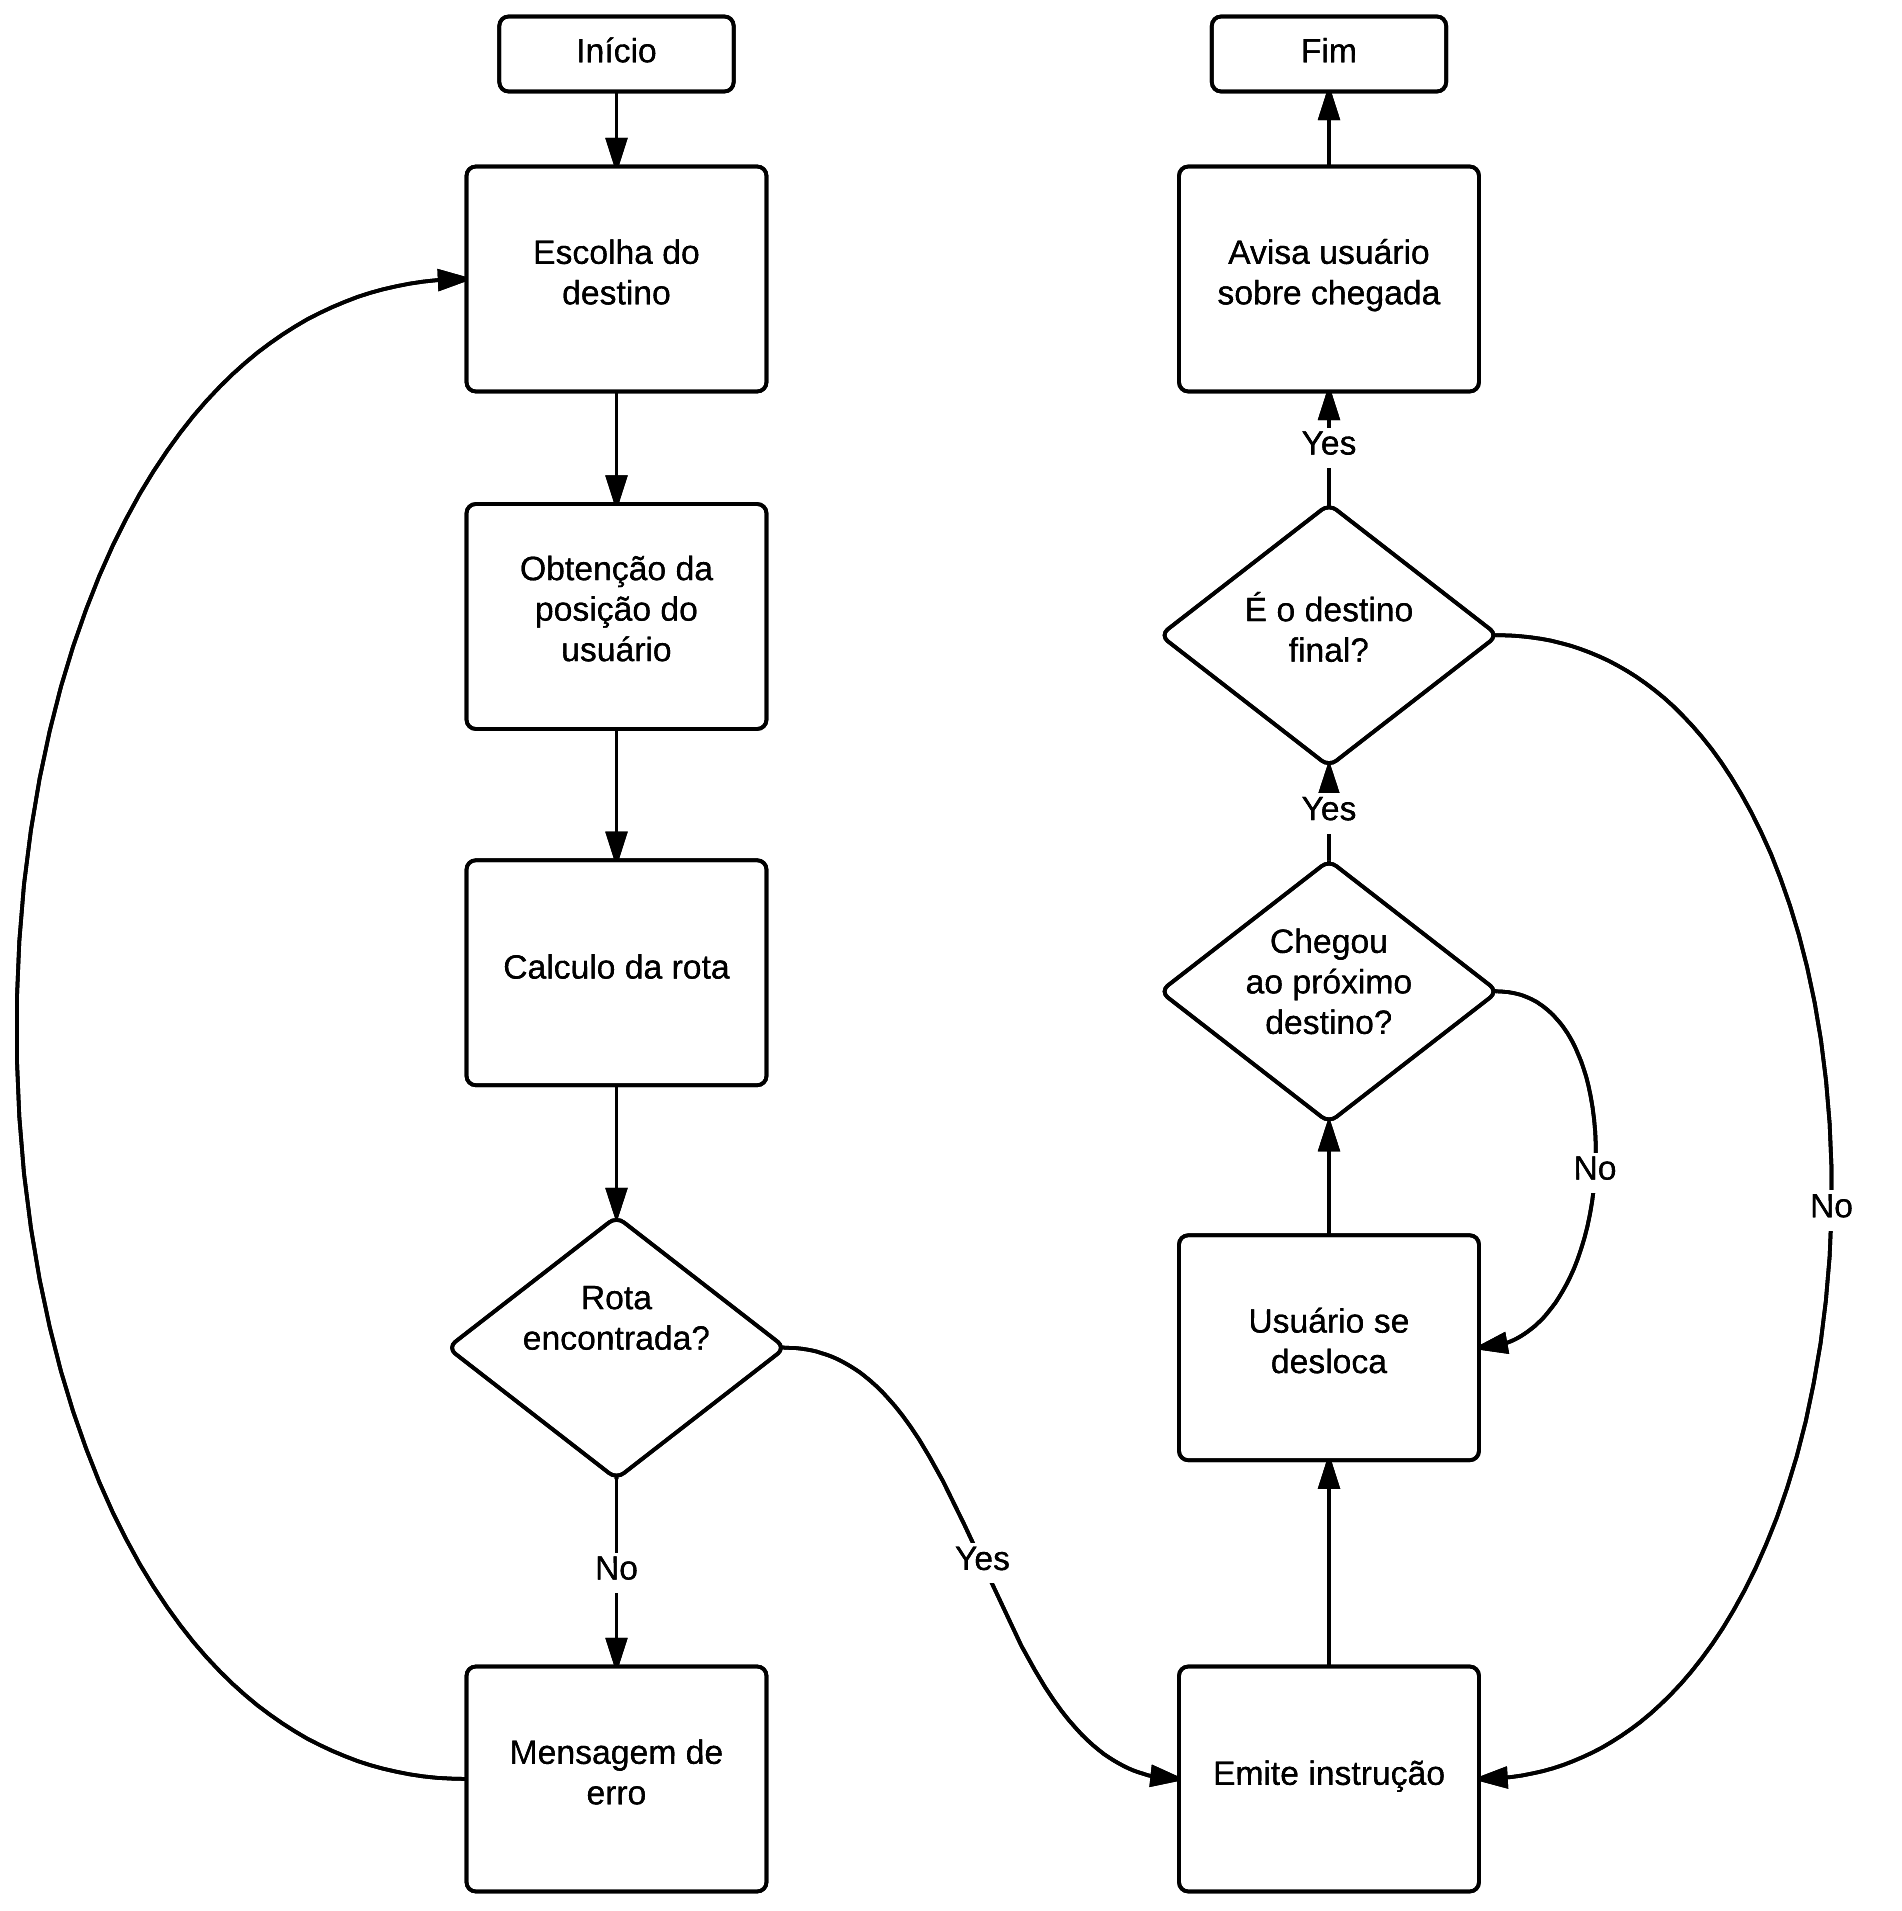 Início
Escolha do
destino
Obtenção da
posição do
usuário
Calculo da rota
Rota
encontrada?
No
Yes
Mensagem de
erro
Fim
Avisa usuário
sobre chegada
Yes
É o destino
final?
Yes
Chegou
ao próximo
destino?
No
No
Usuário se
desloca
Emite instrução